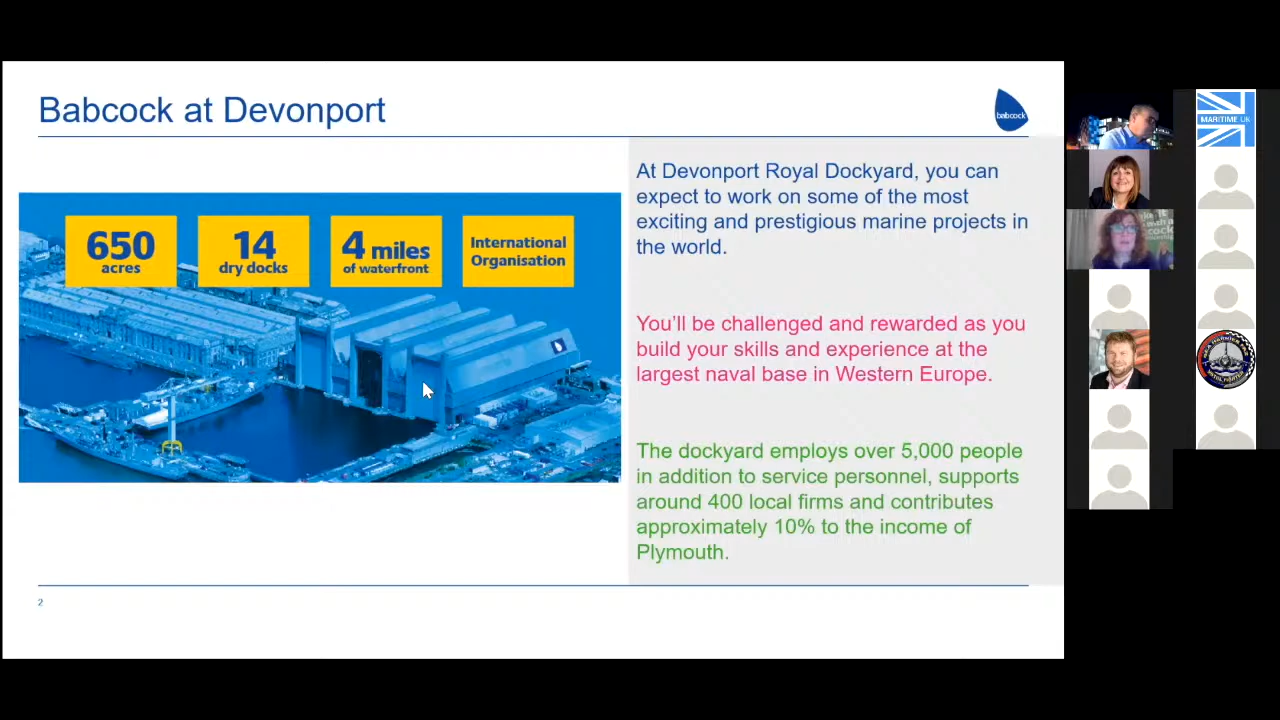 Babcock at Devonport
babcock
650
acres
14
dry docks
4 miles
of waterfront
International
Organisation
At Devonport Royal Dockyard, you can
expect to work on some of the most
exciting and prestigious marine projects in
the world.
You'll be challenged and rewarded as you
build your skills and experience at the
largest naval base in Western Europe.
The dockyard employs over 5,000 people
in addition to service personnel, supports
around 400 local firms and contributes
approximately 10% to the income of
Plymouth.
2
MARITIME UK